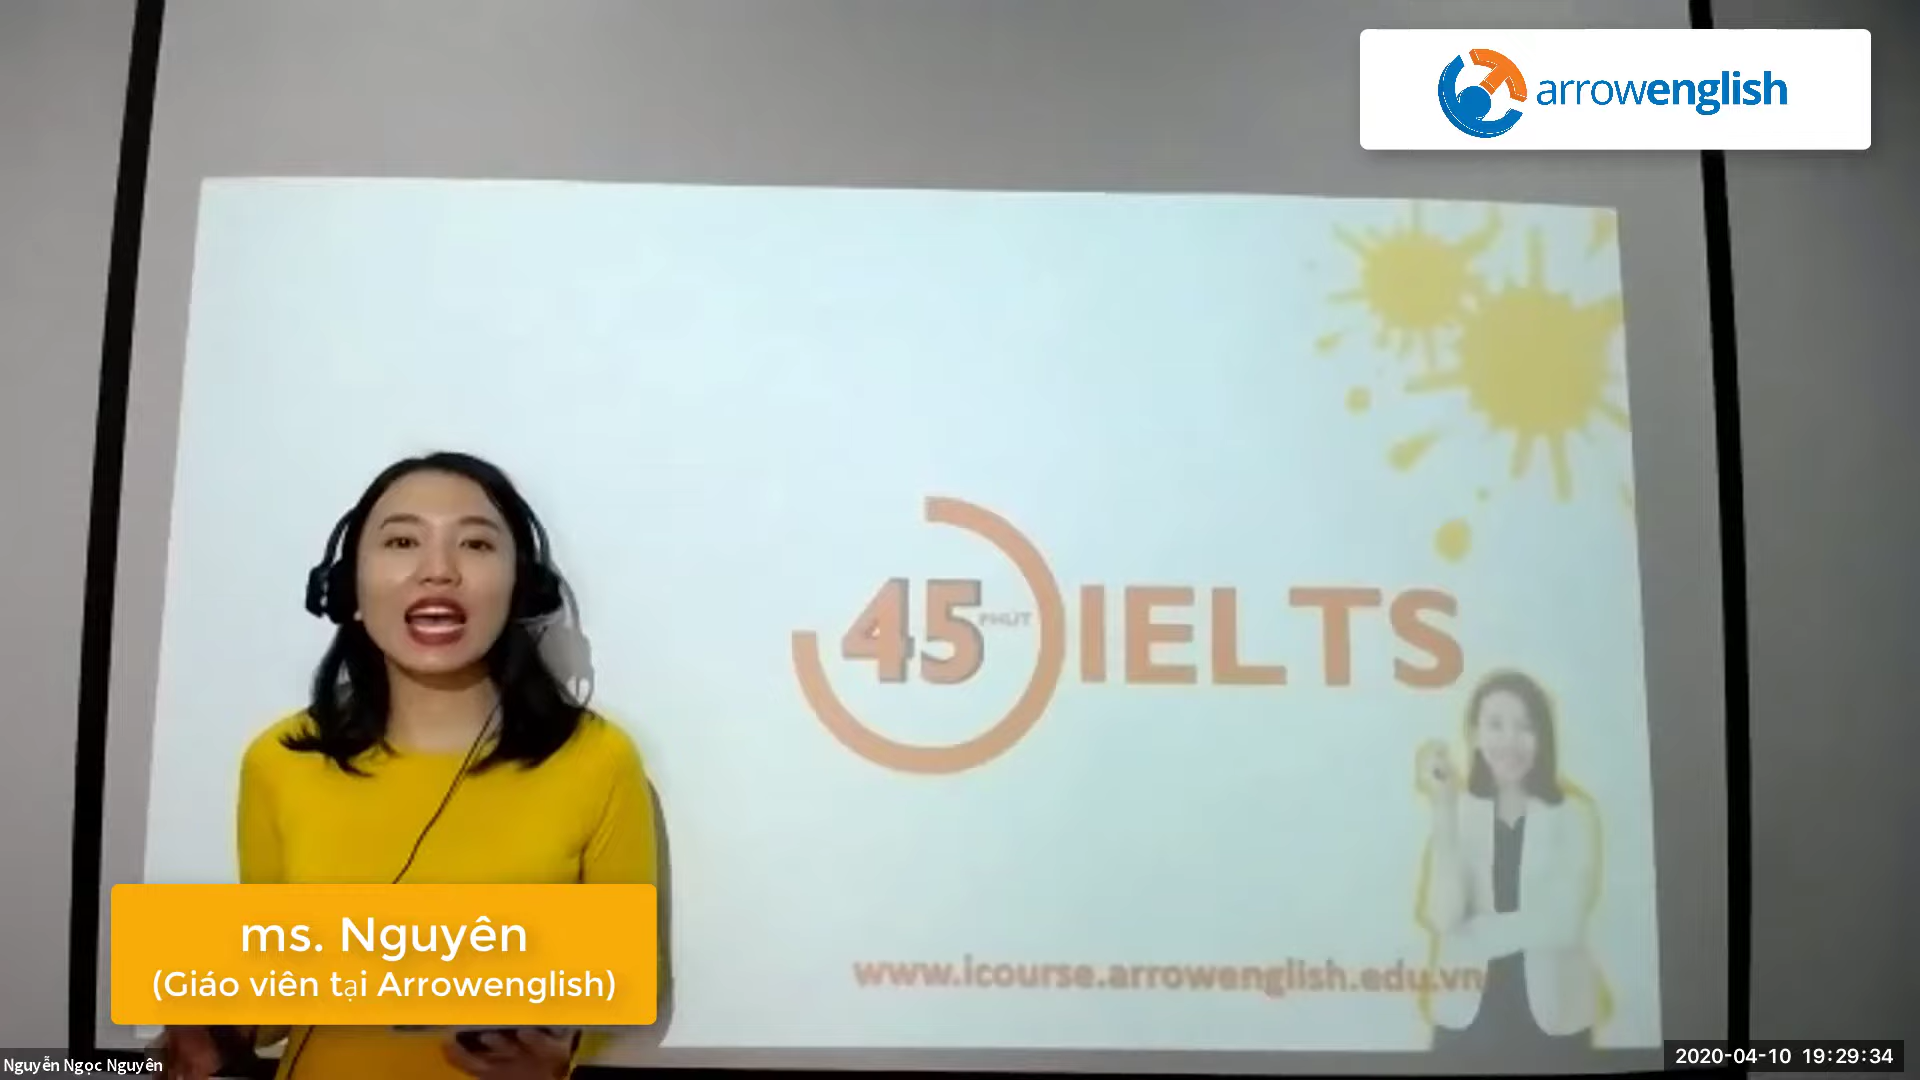 arrowenglish
45 PHÚT IELTS
www.icourse.arrowenglish.edu.vn
ms. Nguyên
(Giáo viên tại Arrowenglish)
Nguyễn Ngọc Nguyên
2020-04-10 19:29:34